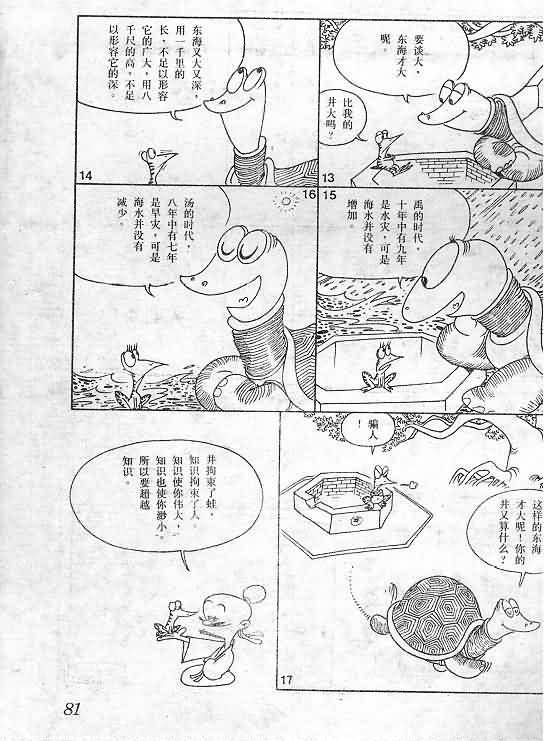 要谈大，
东海才大
呢。
比我的
井大吗？
13
东海又大又深，
用一千里的
长，不足以形容
它的广大，用八
千尺的高，不足
以形容它的深。
14
15
禹的时代，
十年中有九年
是水灾，可是
海水并没有
增加。
16
汤的时代，
八年中有七年
是旱灾，可是
海水并没有
减少。
骗人
！
这样的东海
才大呢！你的
井又算什么？
17
井拘束了蛙，
知识拘束了人。
知识使你伟大，
知识也使你渺小。
所以要超越
知识。
81